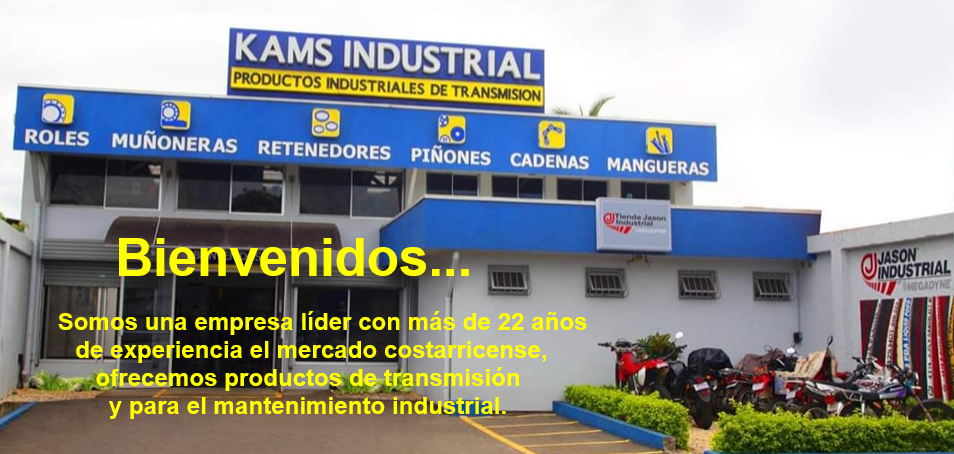 KAMS INDUSTRIAL
PRODUCTOS INDUSTRIALES DE TRANSMISION
ROLES
MUÑONERAS
RETENEDORES
PIÑONES
CADENAS
MANGUERAS
Tienda Jason
Industrial
MEGADYNE
JASON
INDUSTRIAL
MEGADYNE
Bienvenidos...
Somos una empresa líder con más de 22 años
de experiencia el mercado costarricense,
ofrecemos productos de transmisión
y para el mantenimiento industrial.